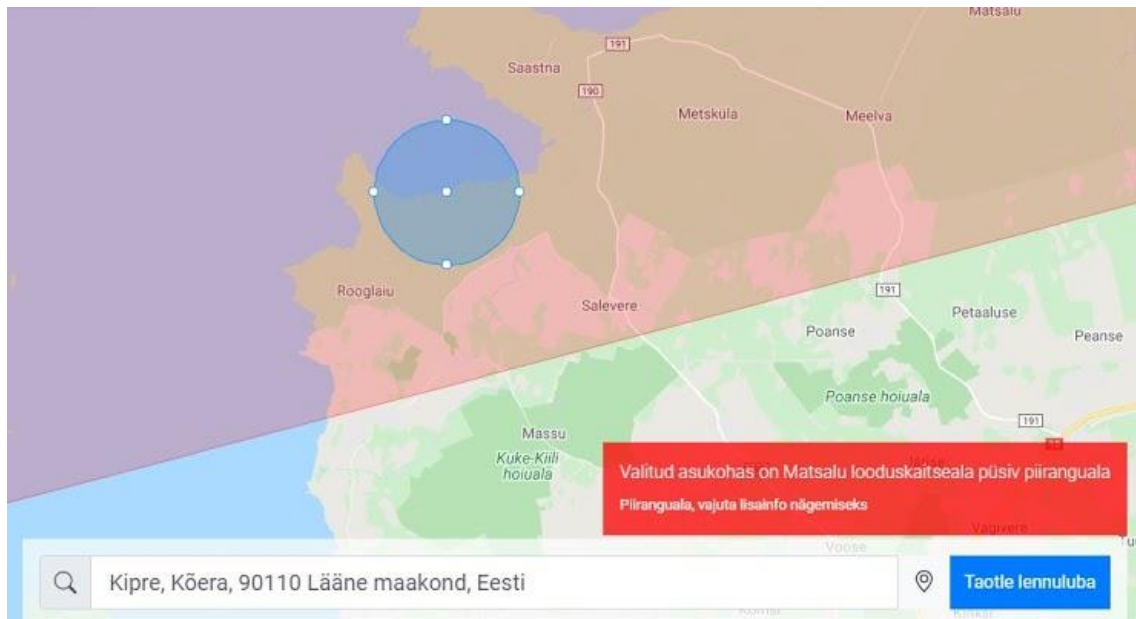 Matsalu
191
Saastna
190
Metsküla
Meelva
Rooglaiu
191
Salevere
Petaaluse
Poanse
Peanse
Poanse hoiuala
191
Massu
Kuke-Kiili
hoiuala
10
Valitud asukohas on Matsalu looduskaitseala püsiv piiranguala
Piiranguala, vajuta lisainfo nägemiseks
Vagivere
Voose
Kipre, Kõera, 90110 Lääne maakond, Eesti
Taotle lennuluba